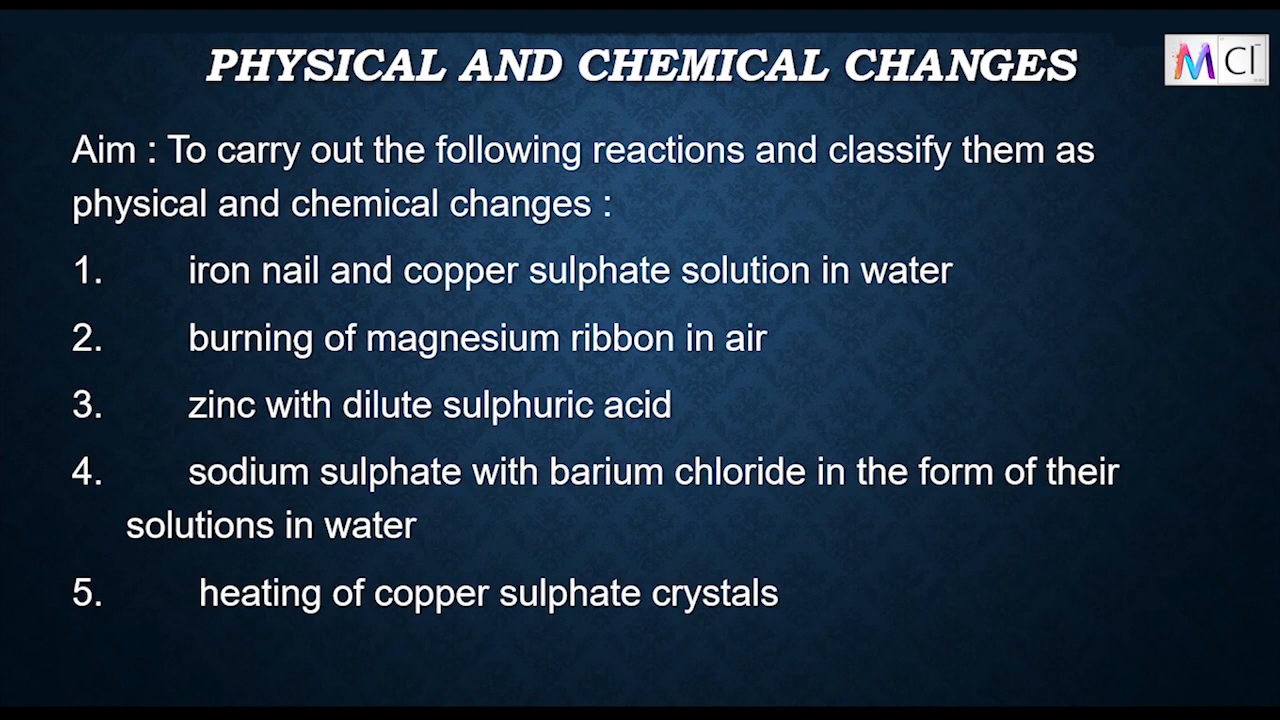 PHYSICAL AND CHEMICAL CHANGES
MCl
Aim : To carry out the following reactions and classify them as
physical and chemical changes :
1. iron nail and copper sulphate solution in water
2. burning of magnesium ribbon in air
3. zinc with dilute sulphuric acid
4. sodium sulphate with barium chloride in the form of their
solutions in water
5. heating of copper sulphate crystals